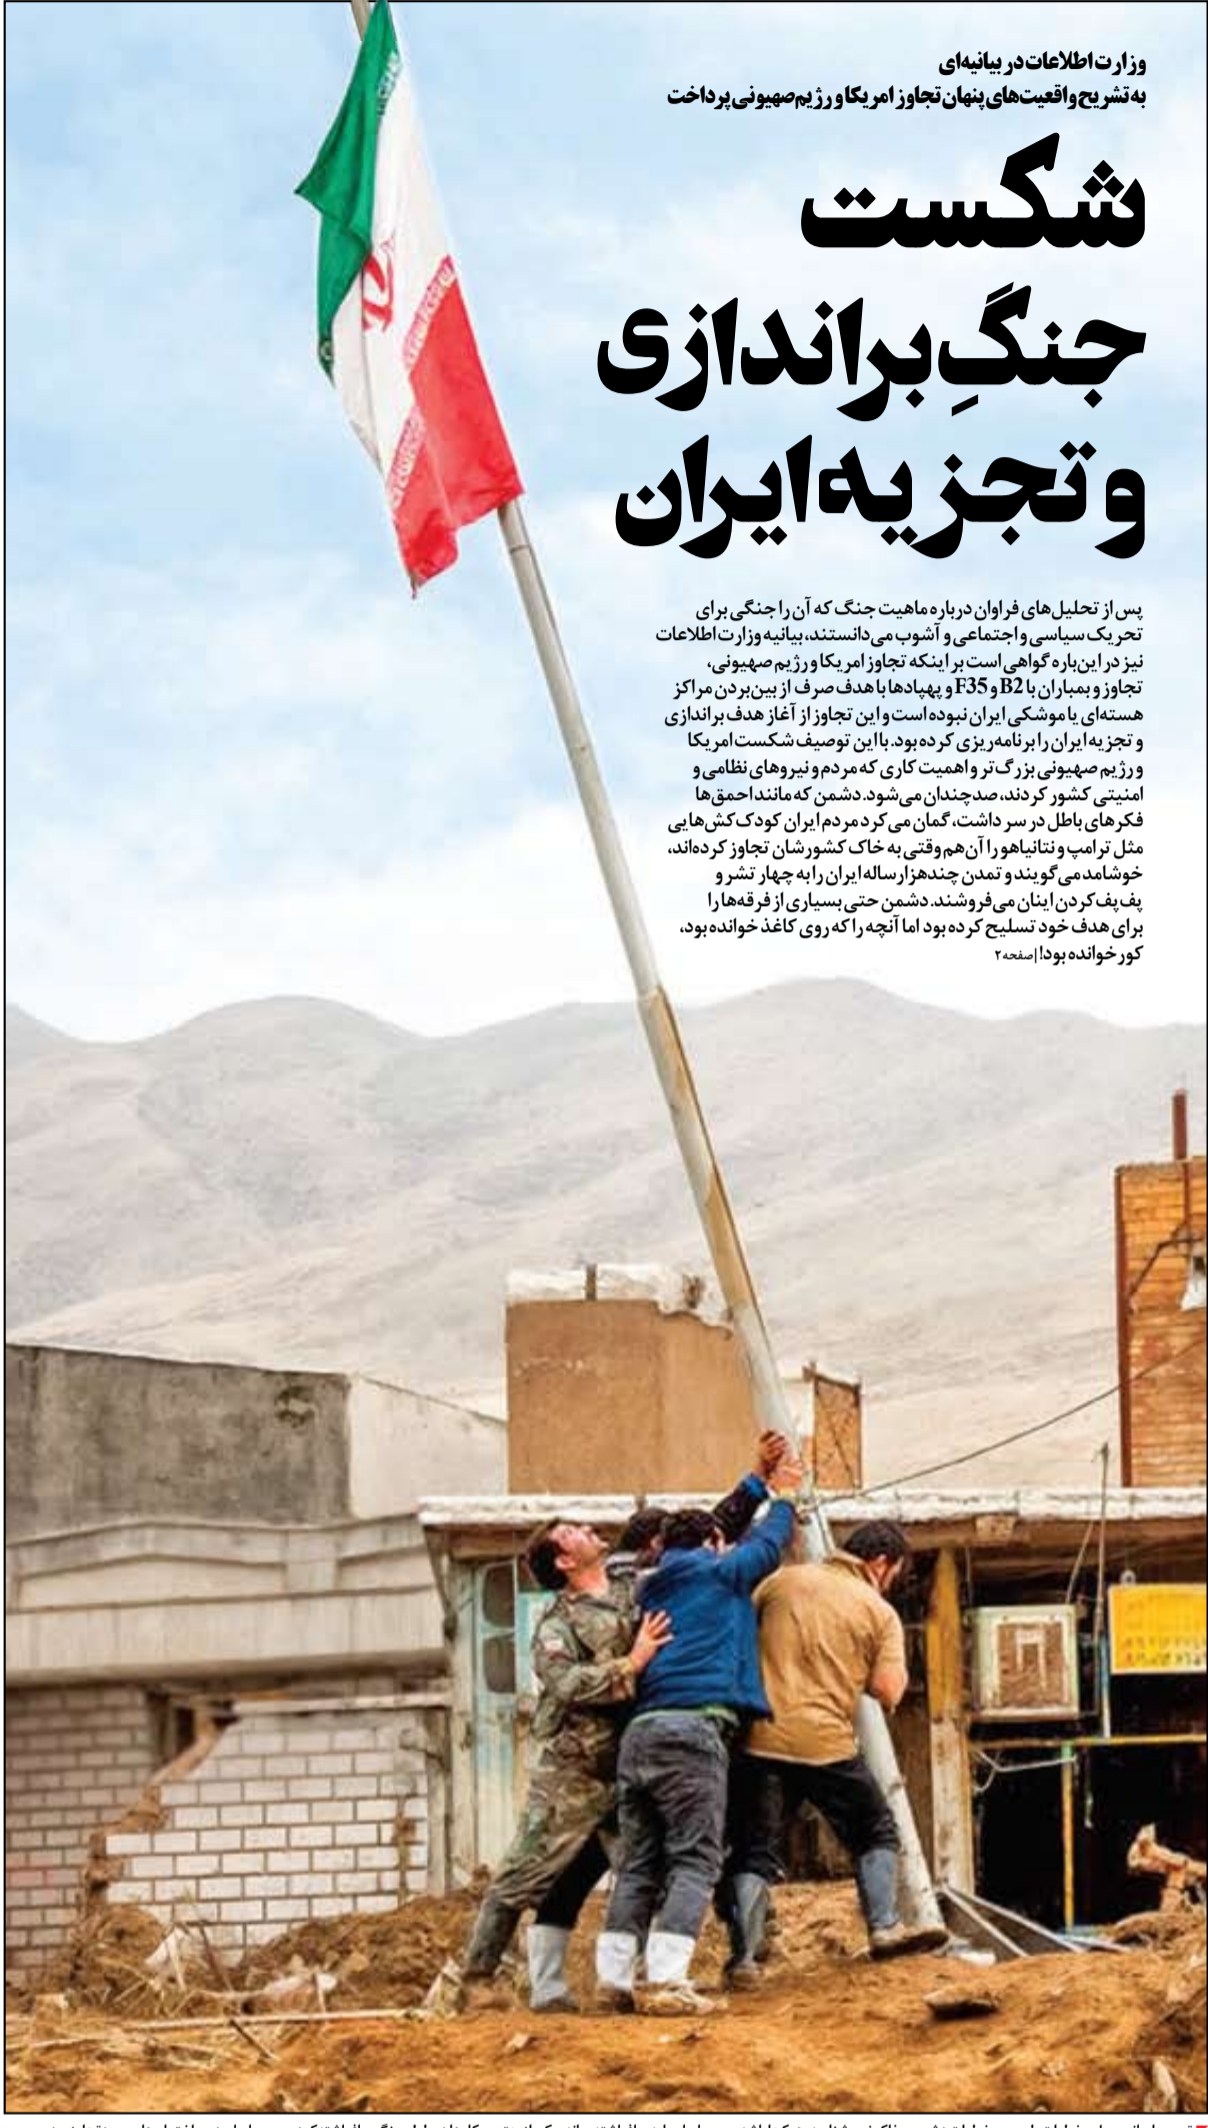 وزارت اطلاعات در بیانیه‌ای
به تشریح واقعیت‌های پنهان تجاوز امریکا و رژیم صهیونی پرداخت
شکست
جنگِ براندازی
و تجزیه ایران
پس از تحلیل‌های فراوان درباره ماهیت جنگ که آن را جنگی برای
تحریک سیاسی و اجتماعی و آشوب می‌دانستند، بیانیه وزارت اطلاعات
نیز در این‌باره گواهی است بر اینکه تجاوز امریکا و رژیم صهیونی،
تجاوز و بمباران با B2 و F35 و پهپادها با هدف صرف از بین‌بردن مراکز
هسته‌ای یا موشکی ایران نبوده است و این تجاوز از آغاز هدف براندازی
و تجزیه ایران را برنامه‌ریزی کرده بود. با این توصیف شکست امریکا
و رژیم صهیونی بزرگ‌تر و اهمیت کاری که مردم و نیروهای نظامی و
امنیتی کشور کردند، صدچندان می‌شود. دشمن که مانند احمق‌ها
فکرهای باطل در سر داشت، گمان می‌کرد مردم ایران کودک‌کش‌هایی
مثل ترامپ و نتانیاهو را آن هم وقتی به خاک کشورشان تجاوز کرده‌اند،
خوشامد می‌گویند و تمدن چندهزارساله ایران را به چهار تشر و
پف‌پف‌کردن اینان می‌فروشند. دشمن حتی بسیاری از فرقه‌ها را
برای هدف خود تسلیح کرده بود اما آنچه را که روی کاغذ خوانده بود،
کور خوانده بود! | صفحه ۲